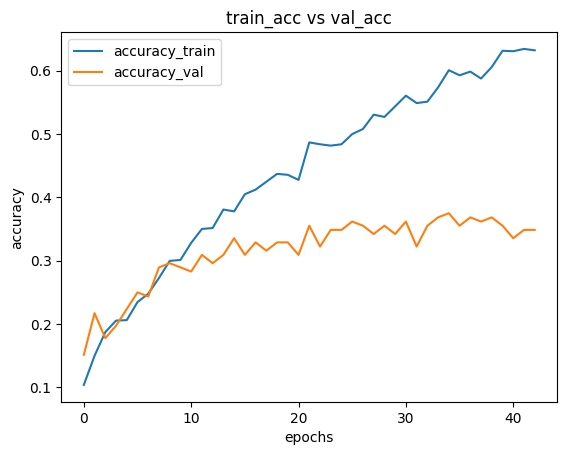 train_acc vs val_acc
accuracy_train
accuracy_val
accuracy
0.6
0.5
0.4
0.3
0.2
0.1
0 10 20 30 40
epochs